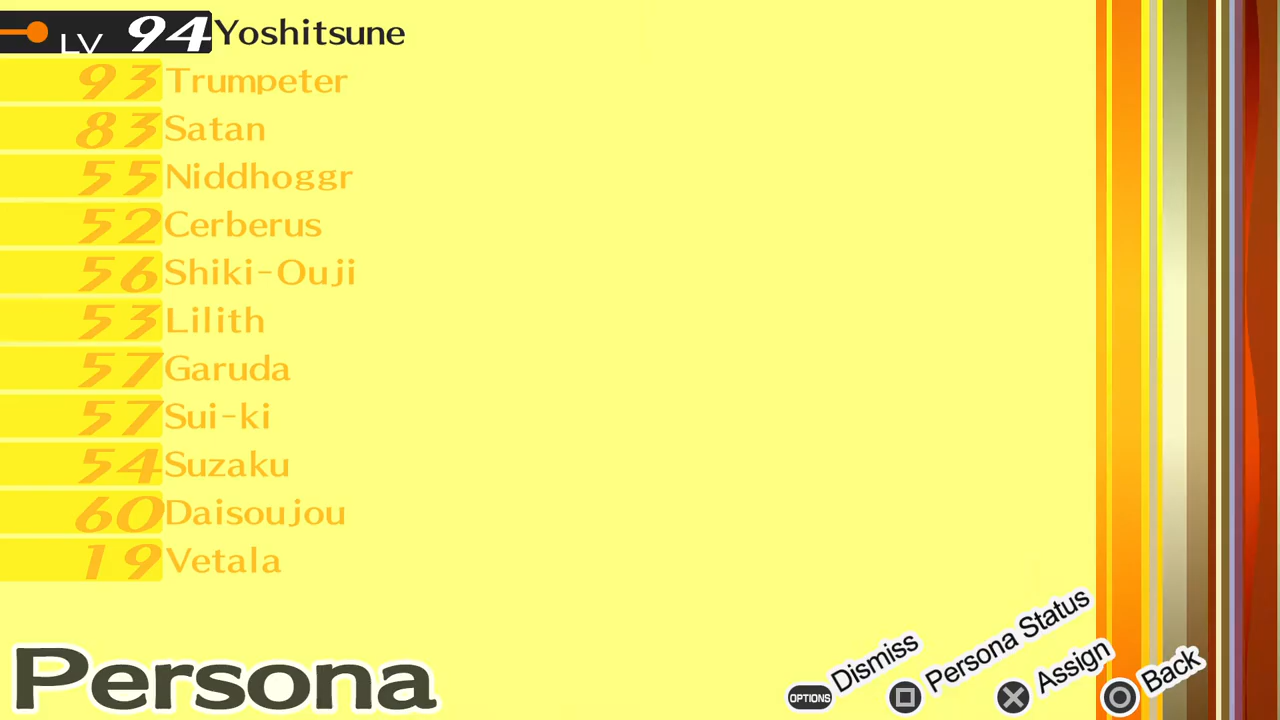 LV 94 Yoshitsune
93 Trumpeter
83 Satan
55 Niddhoggr
52 Cerberus
56 Shiki-Ouji
53 Lilith
57 Garuda
57 Sui-ki
54 Suzaku
60 Daisoujou
19 Vetala
Persona
OPTIONS Dismiss
Persona Status
Assign
Back